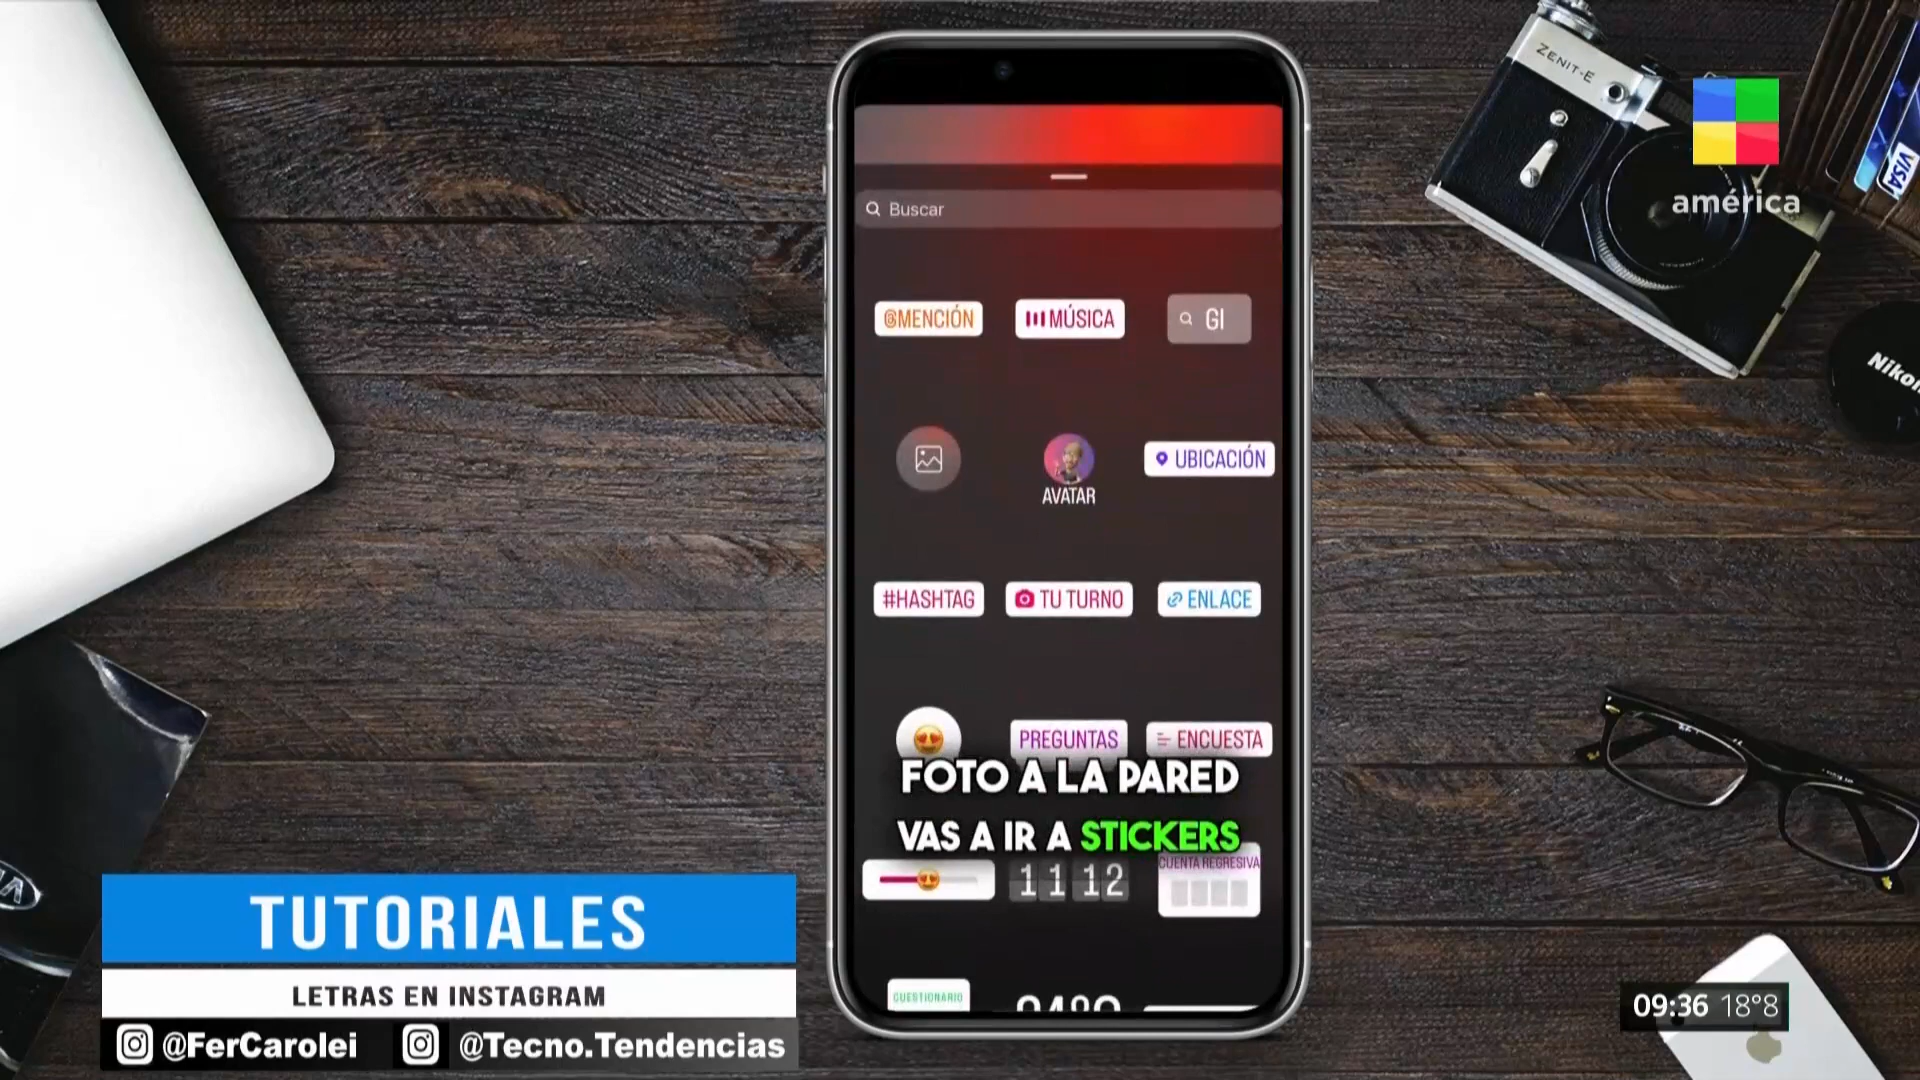 ZENIT-E
VISA
américa
Nikon
Buscar
@MENCIÓN
MÚSICA
GI
AVATAR
UBICACIÓN
#HASHTAG
TU TURNO
ENLACE
PREGUNTAS
ENCUESTA
FOTO A LA PARED
VAS A IR A STICKERS
11 12
CUENTA REGRESIVA
CUESTIONARIO
TUTORIALES
LETRAS EN INSTAGRAM
@FerCarolei
@Tecno.Tendencias
09:36 18°8